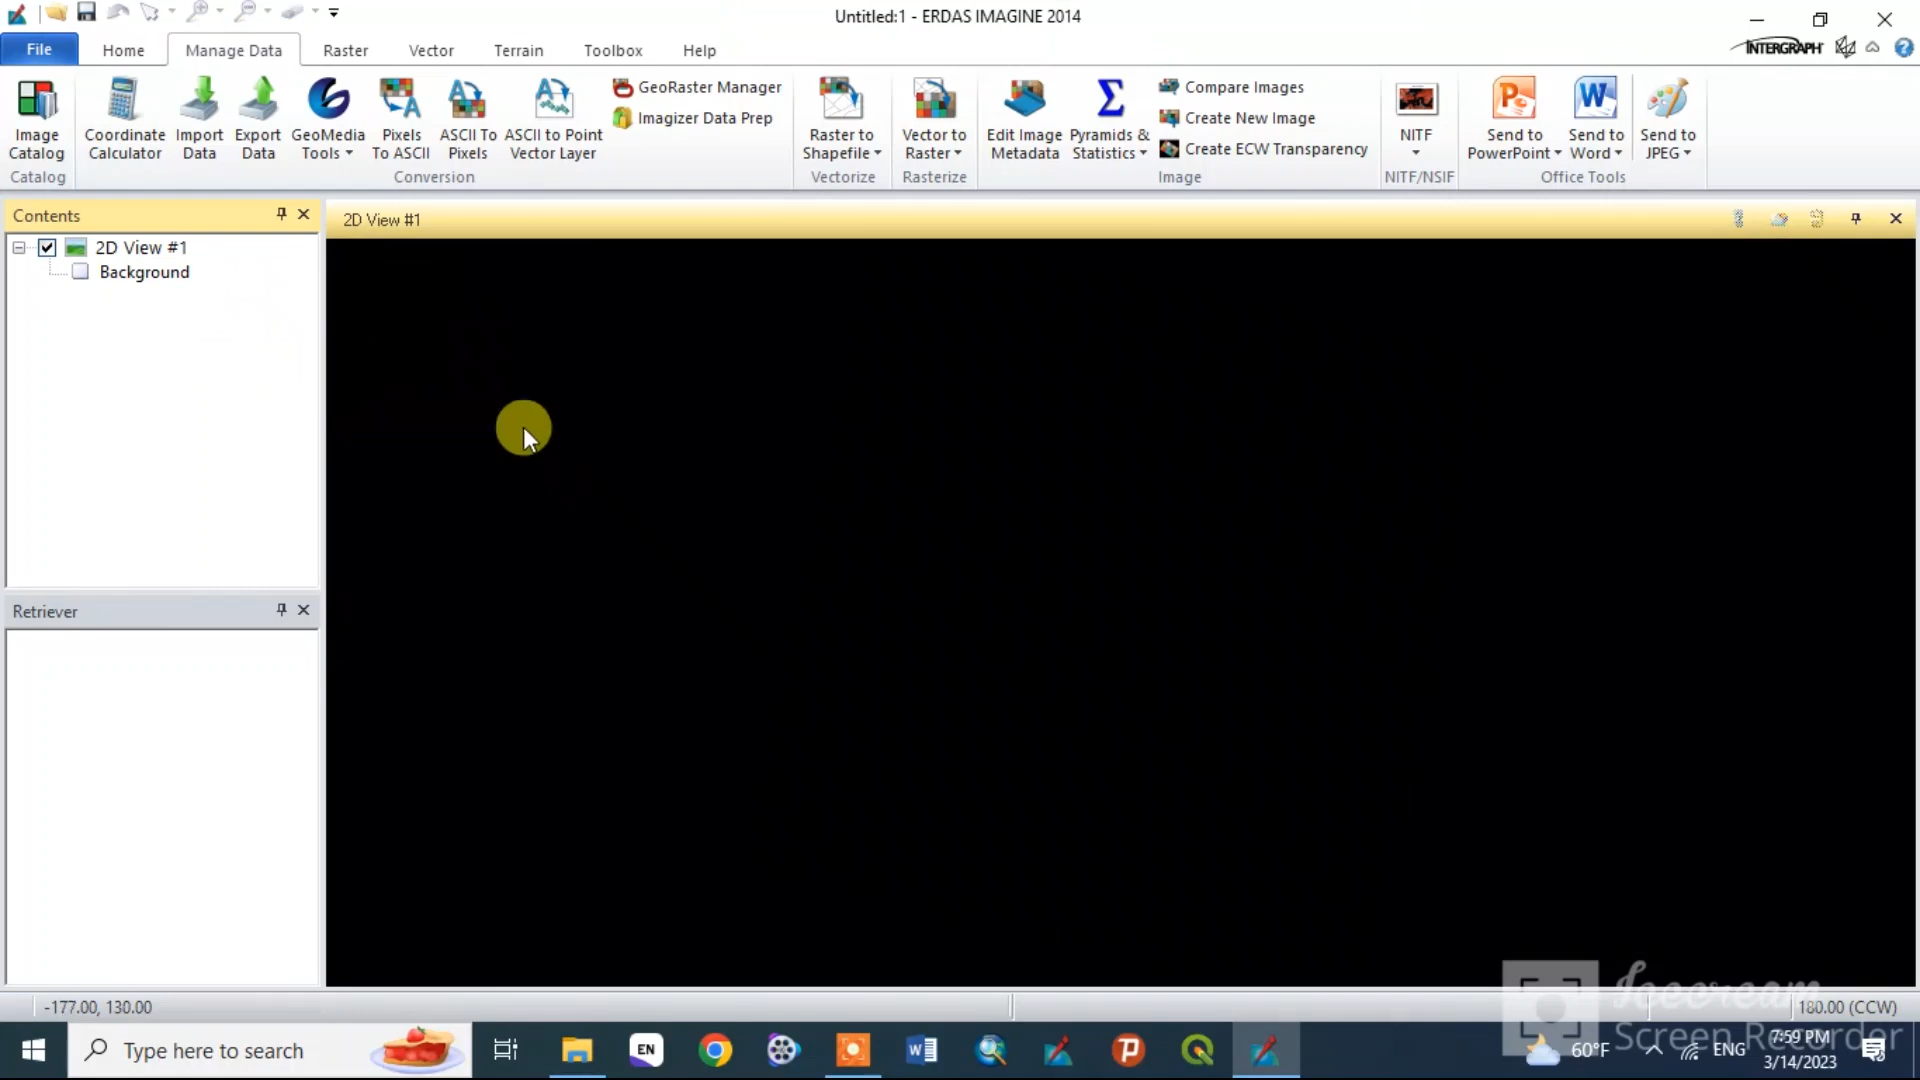 Untitled:1 - ERDAS IMAGINE 2014
File Home Manage Data Raster Vector Terrain Toolbox Help
INTERGRAPH
Image Catalog
Coordinate Calculator
Import Data
Export Data
GeoMedia Tools
Pixels To ASCII
ASCII To Pixels
ASCII to Point Vector Layer
GeoRaster Manager
Imagizer Data Prep
Raster to Shapefile
Vector to Raster
Edit Image Metadata
Pyramids & Statistics
Compare Images
Create New Image
Create ECW Transparency
NITF
Send to PowerPoint
Send to Word
Send to JPEG
Catalog Conversion Vectorize Rasterize Image NITF/NSIF Office Tools
Contents
2D View #1
2D View #1
Background
Retriever
-177.00, 130.00
180.00 (CCW)
Icecream
Screen Recorder
Type here to search
EN
60°F
ENG
7:59 PM
3/14/2023